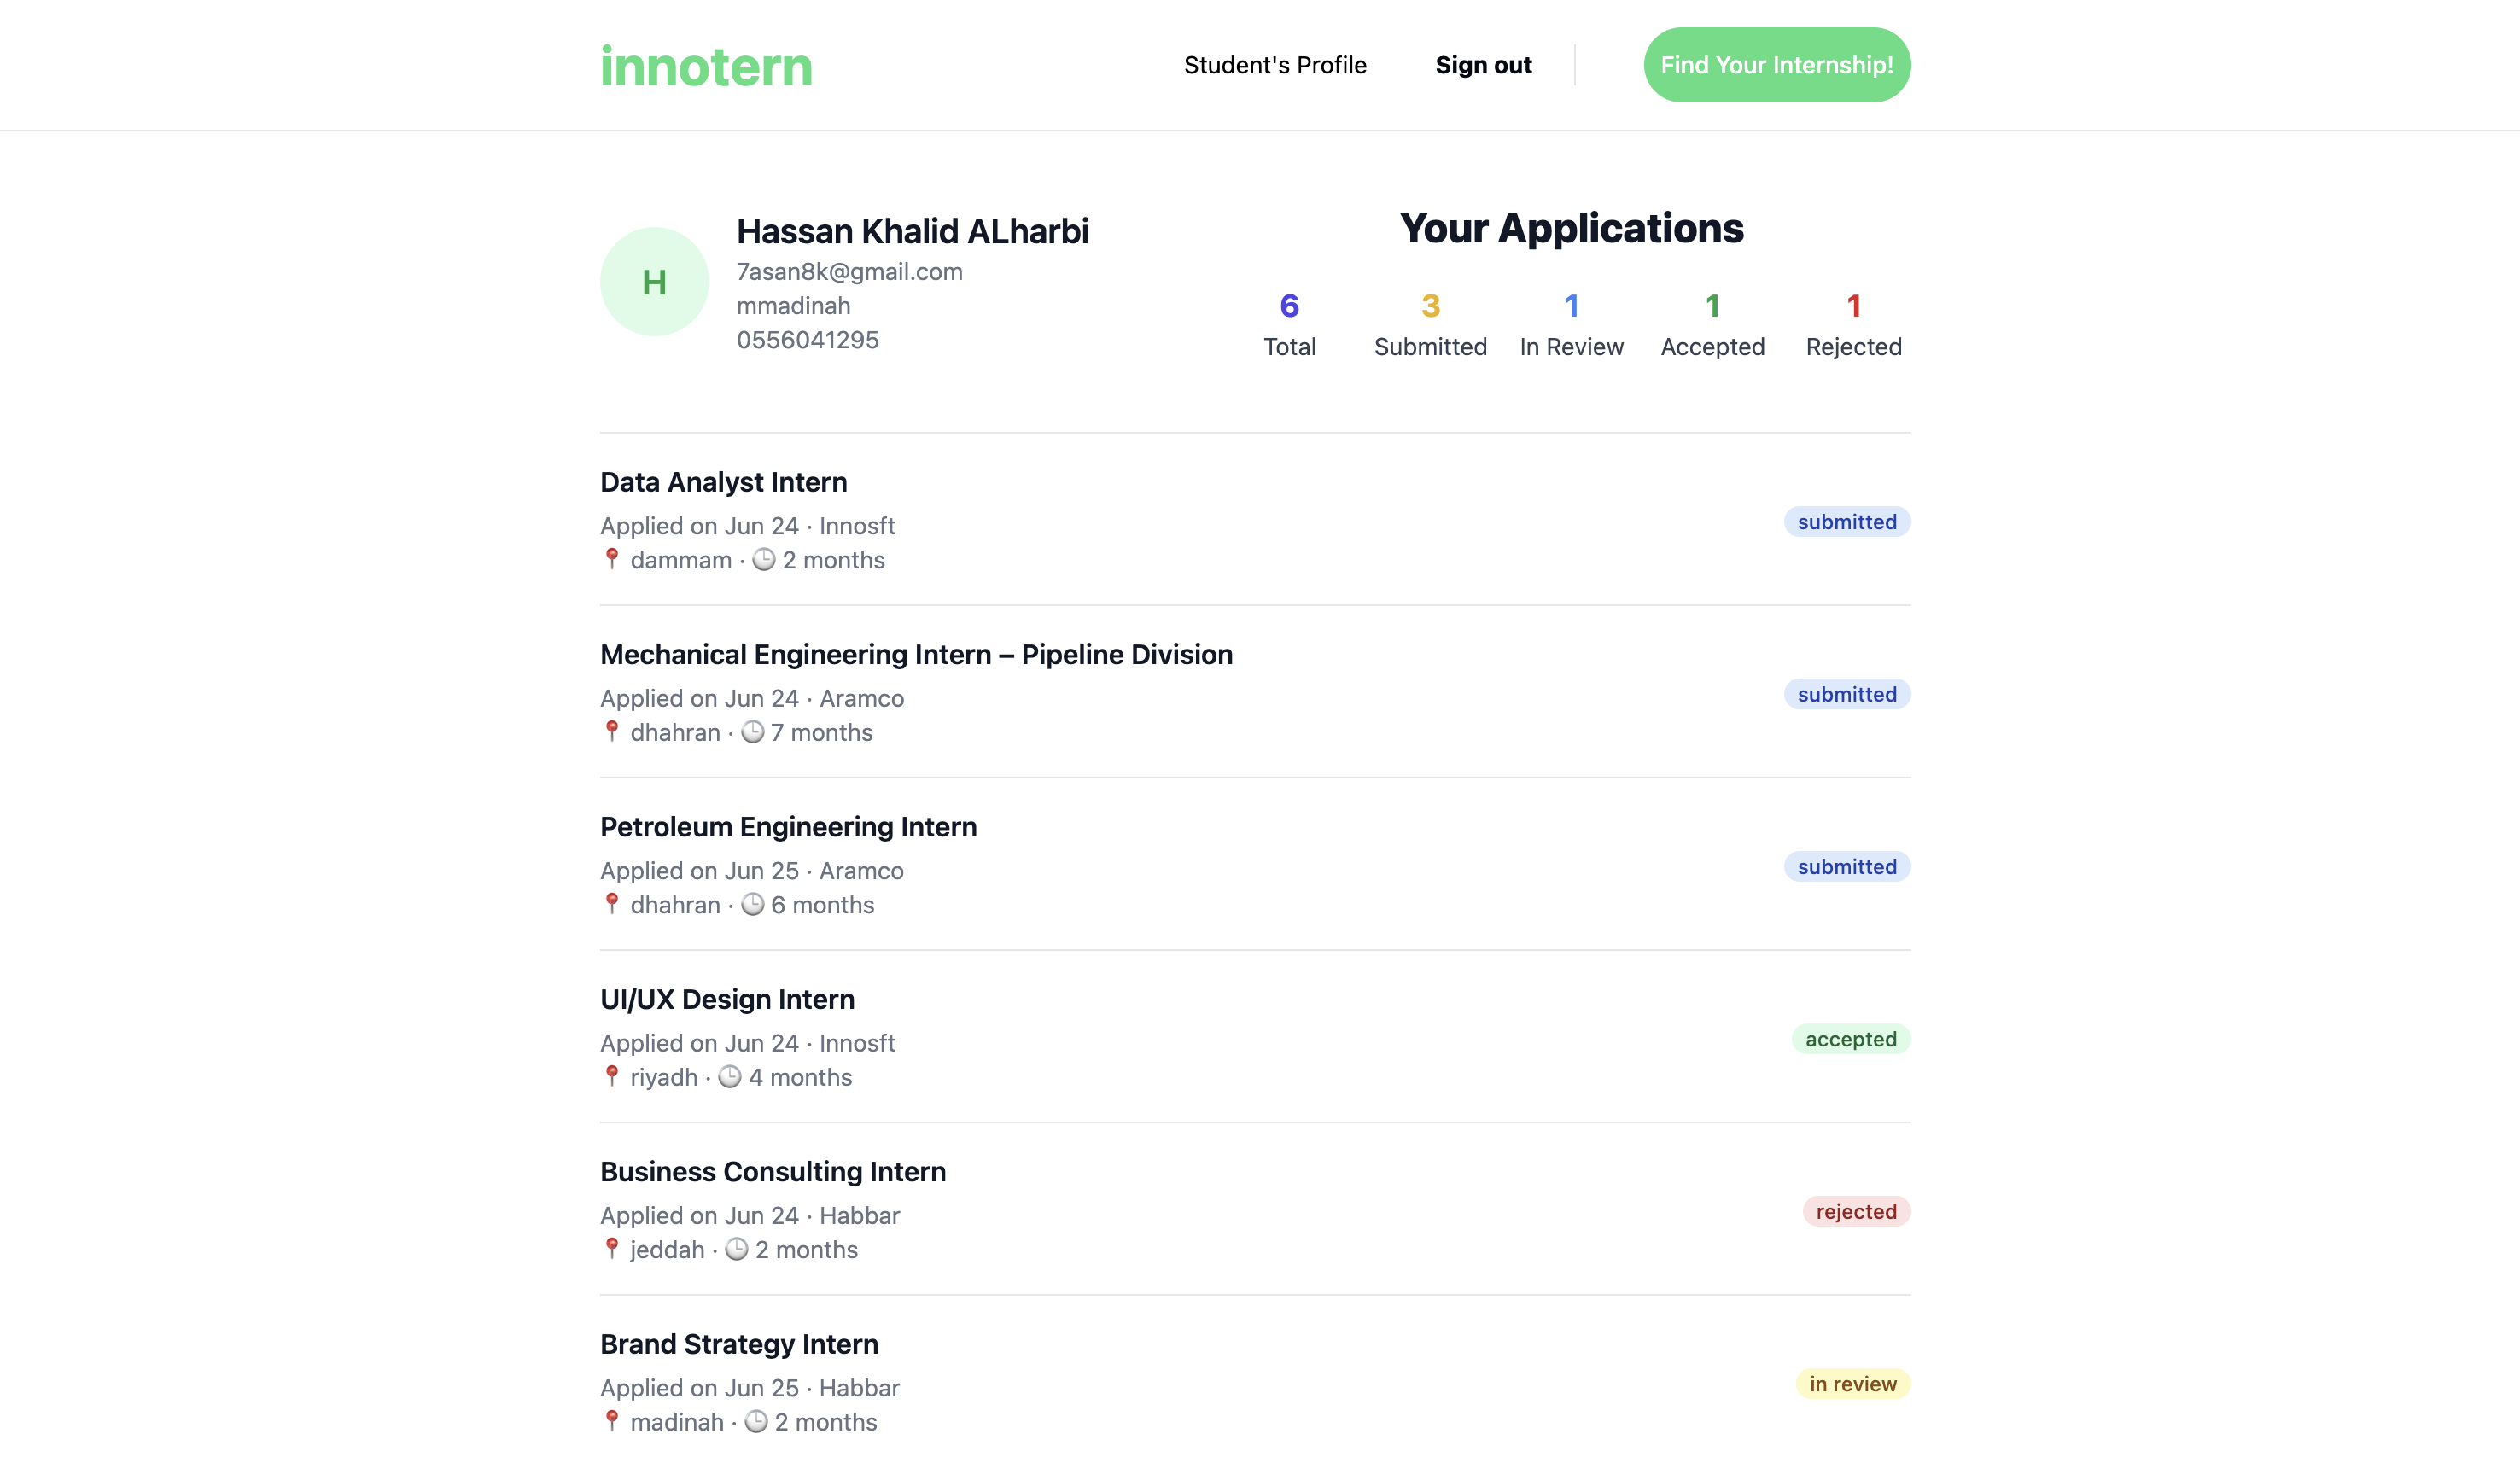 innotern
Student's Profile
Sign out
Find Your Internship!
H
Hassan Khalid ALharbi
7asan8k@gmail.com
mmadinah
0556041295
Your Applications
6 3 1 1 1
Total Submitted In Review Accepted Rejected
Data Analyst Intern
Applied on Jun 24 · Innosft
📍 dammam · 🕒 2 months
submitted
Mechanical Engineering Intern – Pipeline Division
Applied on Jun 24 · Aramco
📍 dhahran · 🕒 7 months
submitted
Petroleum Engineering Intern
Applied on Jun 25 · Aramco
📍 dhahran · 🕒 6 months
submitted
UI/UX Design Intern
Applied on Jun 24 · Innosft
📍 riyadh · 🕒 4 months
accepted
Business Consulting Intern
Applied on Jun 24 · Habbar
📍 jeddah · 🕒 2 months
rejected
Brand Strategy Intern
Applied on Jun 25 · Habbar
📍 madinah · 🕒 2 months
in review